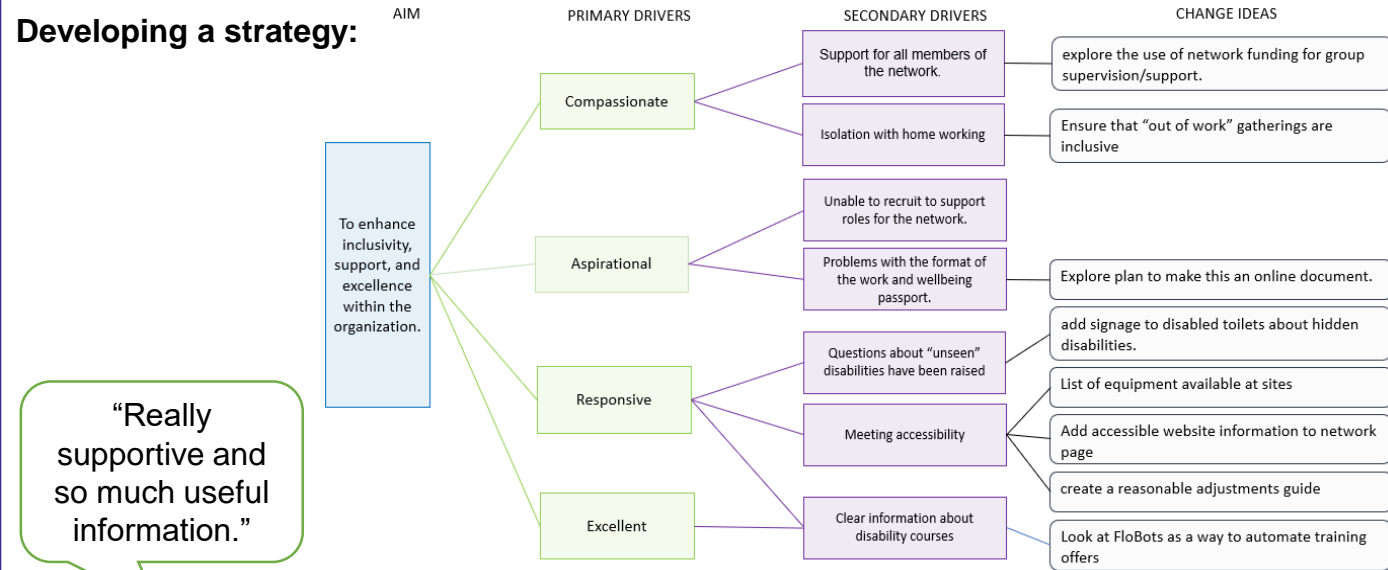 Developing a strategy:
AIM
PRIMARY DRIVERS
SECONDARY DRIVERS
CHANGE IDEAS
To enhance
inclusivity,
support, and
excellence
within the
organization.
Compassionate
Aspirational
Responsive
Excellent
Support for all members of
the network.
Isolation with home working
Unable to recruit to support
roles for the network.
Problems with the format of
the work and wellbeing
passport.
Questions about “unseen”
disabilities have been raised
Meeting accessibility
Clear information about
disability courses
explore the use of network funding for group
supervision/support.
Ensure that “out of work” gatherings are
inclusive
Explore plan to make this an online document.
add signage to disabled toilets about hidden
disabilities.
List of equipment available at sites
Add accessible website information to network
page
create a reasonable adjustments guide
Look at FloBots as a way to automate training
offers
“Really
supportive and
so much useful
information.”